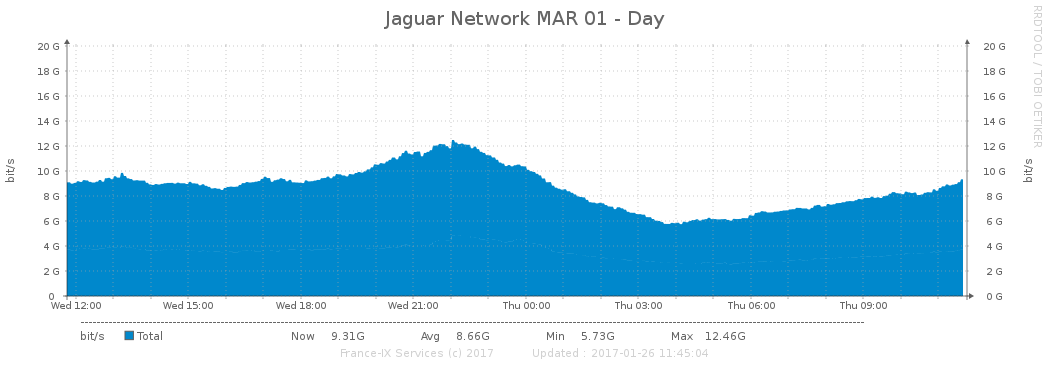 Jaguar Network MAR 01 - Day
RRDTOOL / TOBI OETIKER
bit/s
bit/s
20 G 20 G
18 G 18 G
16 G 16 G
14 G 14 G
12 G 12 G
10 G 10 G
8 G 8 G
6 G 6 G
4 G 4 G
2 G 2 G
0 0 G
Wed 12:00 Wed 15:00 Wed 18:00 Wed 21:00 Thu 00:00 Thu 03:00 Thu 06:00 Thu 09:00
bit/s Total Now 9.31G Avg 8.66G Min 5.73G Max 12.46G
France-IX Services (c) 2017 Updated : 2017-01-26 11:45:04